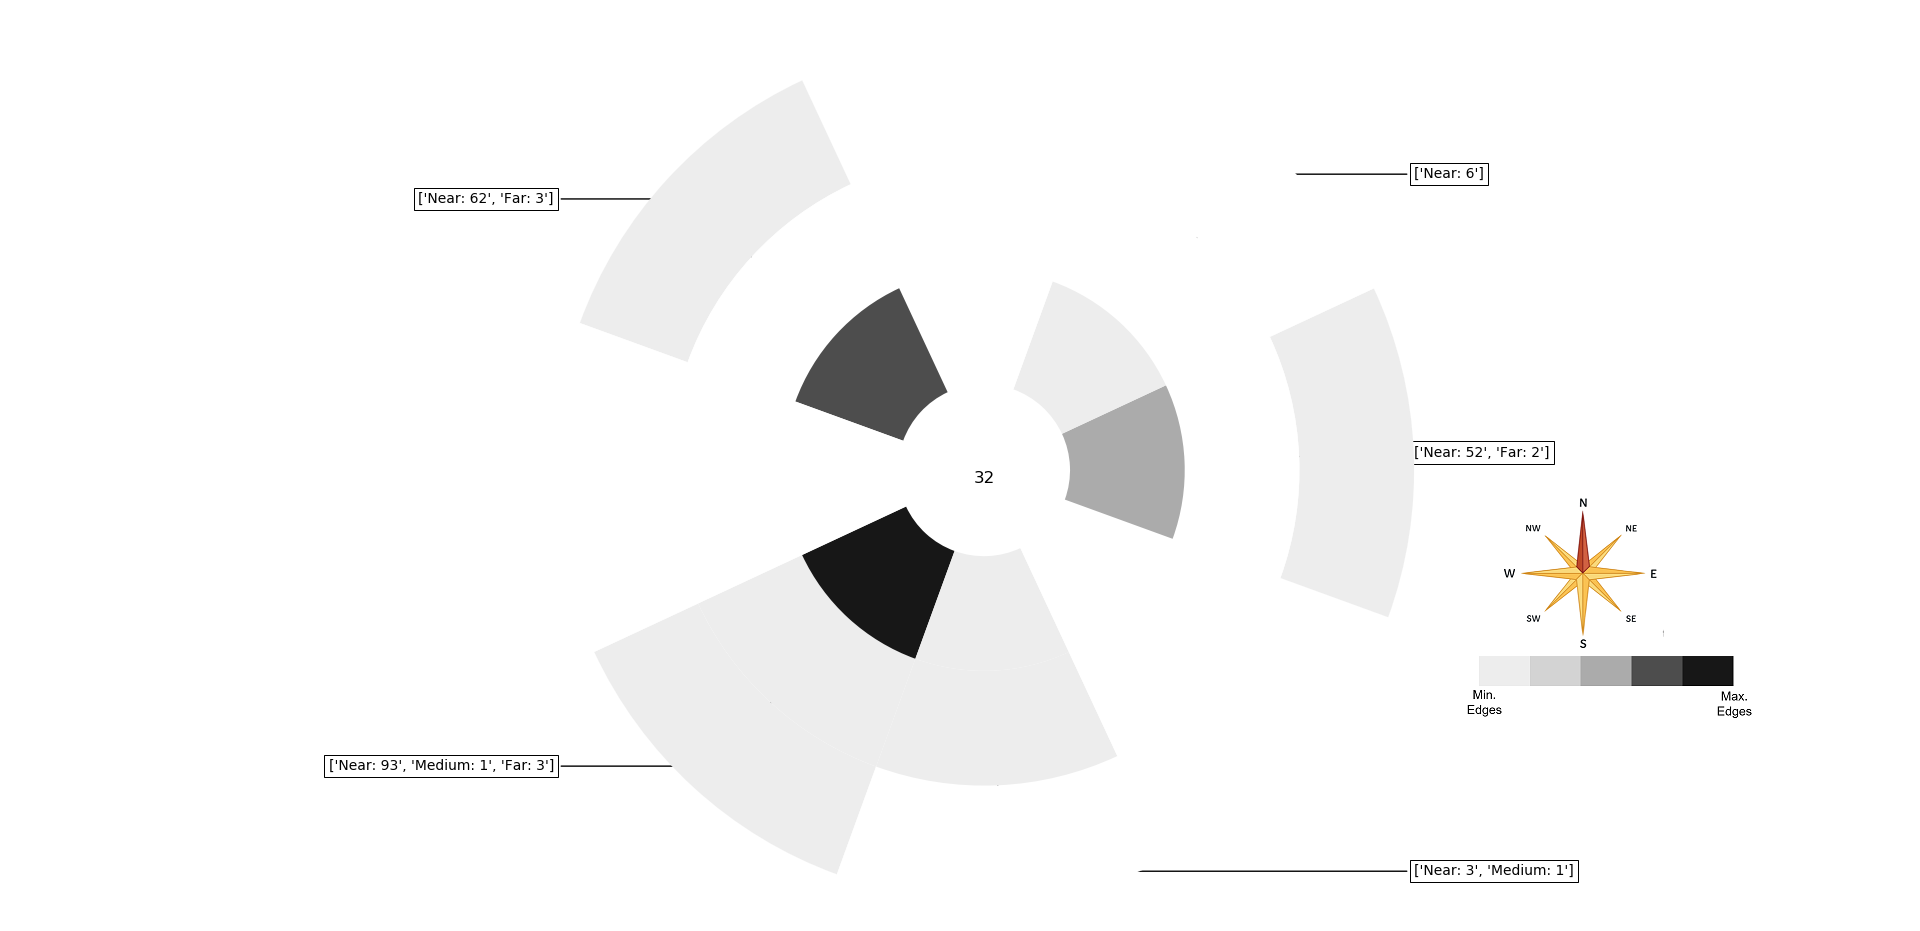 ['Near: 6']
['Near: 62', 'Far: 3']
['Near: 52', 'Far: 2']
32
N
NW
NE
W
E
SW
SE
S
Min.
Edges
Max.
Edges
['Near: 93', 'Medium: 1', 'Far: 3']
['Near: 3', 'Medium: 1']